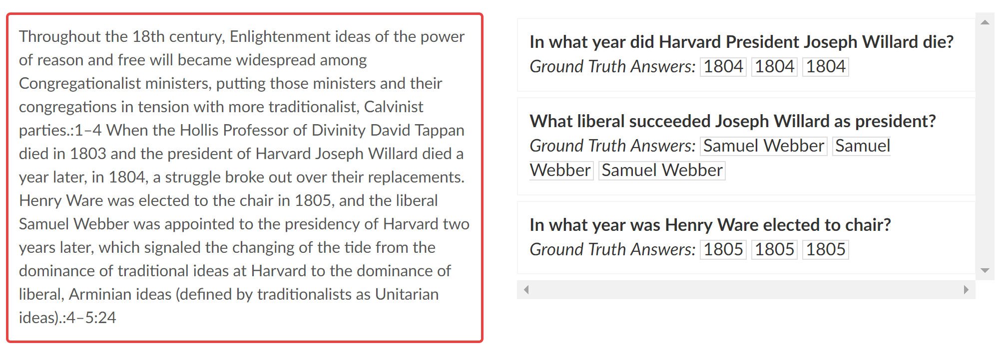 Throughout the 18th century, Enlightenment ideas of the power
of reason and free will became widespread among
Congregationalist ministers, putting those ministers and their
congregations in tension with more traditionalist, Calvinist
parties.:1–4 When the Hollis Professor of Divinity David Tappan
died in 1803 and the president of Harvard Joseph Willard died a
year later, in 1804, a struggle broke out over their replacements.
Henry Ware was elected to the chair in 1805, and the liberal
Samuel Webber was appointed to the presidency of Harvard two
years later, which signaled the changing of the tide from the
dominance of traditional ideas at Harvard to the dominance of
liberal, Arminian ideas (defined by traditionalists as Unitarian
ideas).:4–5:24
In what year did Harvard President Joseph Willard die?
Ground Truth Answers: 1804 1804 1804
What liberal succeeded Joseph Willard as president?
Ground Truth Answers: Samuel Webber Samuel
Webber Samuel Webber
In what year was Henry Ware elected to chair?
Ground Truth Answers: 1805 1805 1805